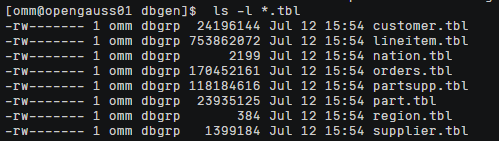 [omm@opengauss01 dbgen]$  ls -l *.tbl
-rw------- 1 omm dbgrp  24196144 Jul 12 15:54 customer.tbl
-rw------- 1 omm dbgrp 753862072 Jul 12 15:54 lineitem.tbl
-rw------- 1 omm dbgrp      2199 Jul 12 15:54 nation.tbl
-rw------- 1 omm dbgrp 170452161 Jul 12 15:54 orders.tbl
-rw------- 1 omm dbgrp 118184616 Jul 12 15:54 partsupp.tbl
-rw------- 1 omm dbgrp  23935125 Jul 12 15:54 part.tbl
-rw------- 1 omm dbgrp       384 Jul 12 15:54 region.tbl
-rw------- 1 omm dbgrp   1399184 Jul 12 15:54 supplier.tbl